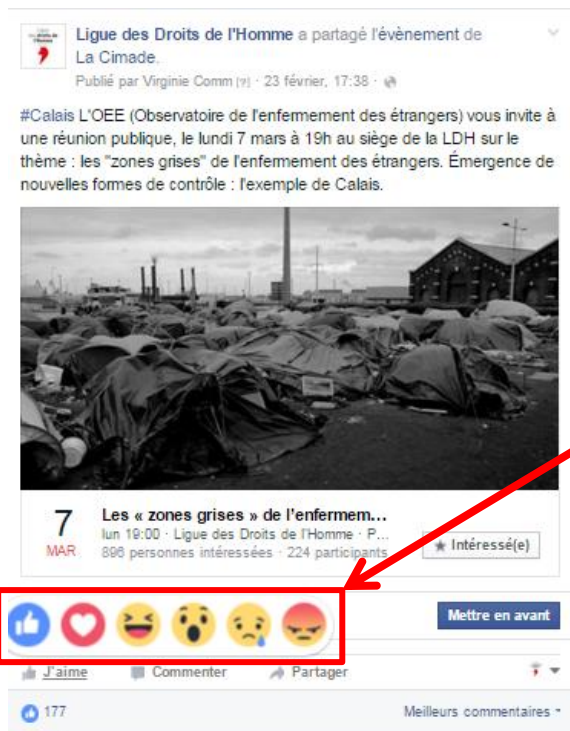 Ligue des Droits de l'Homme a partagé l'évènement de
La Cimade.
Publié par Virginie Comm [?] · 23 février, 17:38 ·
#Calais L'OEE (Observatoire de l'enfermement des étrangers) vous invite à
une réunion publique, le lundi 7 mars à 19h au siège de la LDH sur le
thème : les "zones grises" de l'enfermement des étrangers. Émergence de
nouvelles formes de contrôle : l'exemple de Calais.
7
MAR
Les « zones grises » de l'enfermem...
lun 19:00 · Ligue des Droits de l'Homme · P...
896 personnes intéressées · 224 participants
★ Intéressé(e)
Mettre en avant
J'aime Commenter Partager
177 Meilleurs commentaires